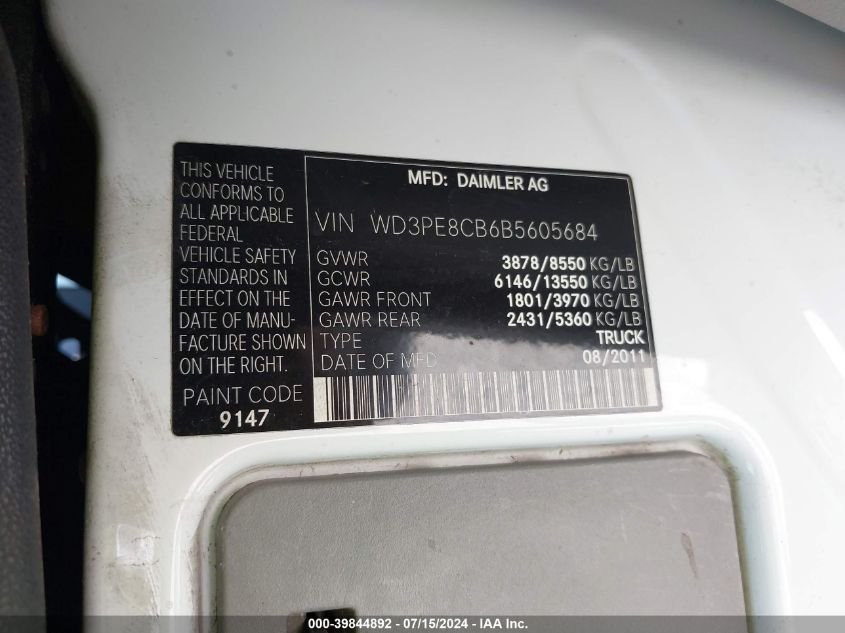 THIS VEHICLE
CONFORMS TO
ALL APPLICABLE
FEDERAL
VEHICLE SAFETY
STANDARDS IN
EFFECT ON THE
DATE OF MANU-
FACTURE SHOWN
ON THE RIGHT.
PAINT CODE
9147
MFD: DAIMLER AG
VIN WD3PE8CB6B5605684
GVWR 3878/8550 KG/LB
GCWR 6146/13550 KG/LB
GAWR FRONT 1801/3970 KG/LB
GAWR REAR 2431/5360 KG/LB
TYPE TRUCK
DATE OF MFD 08/2011
000-39844892 - 07/15/2024 - IAA Inc.